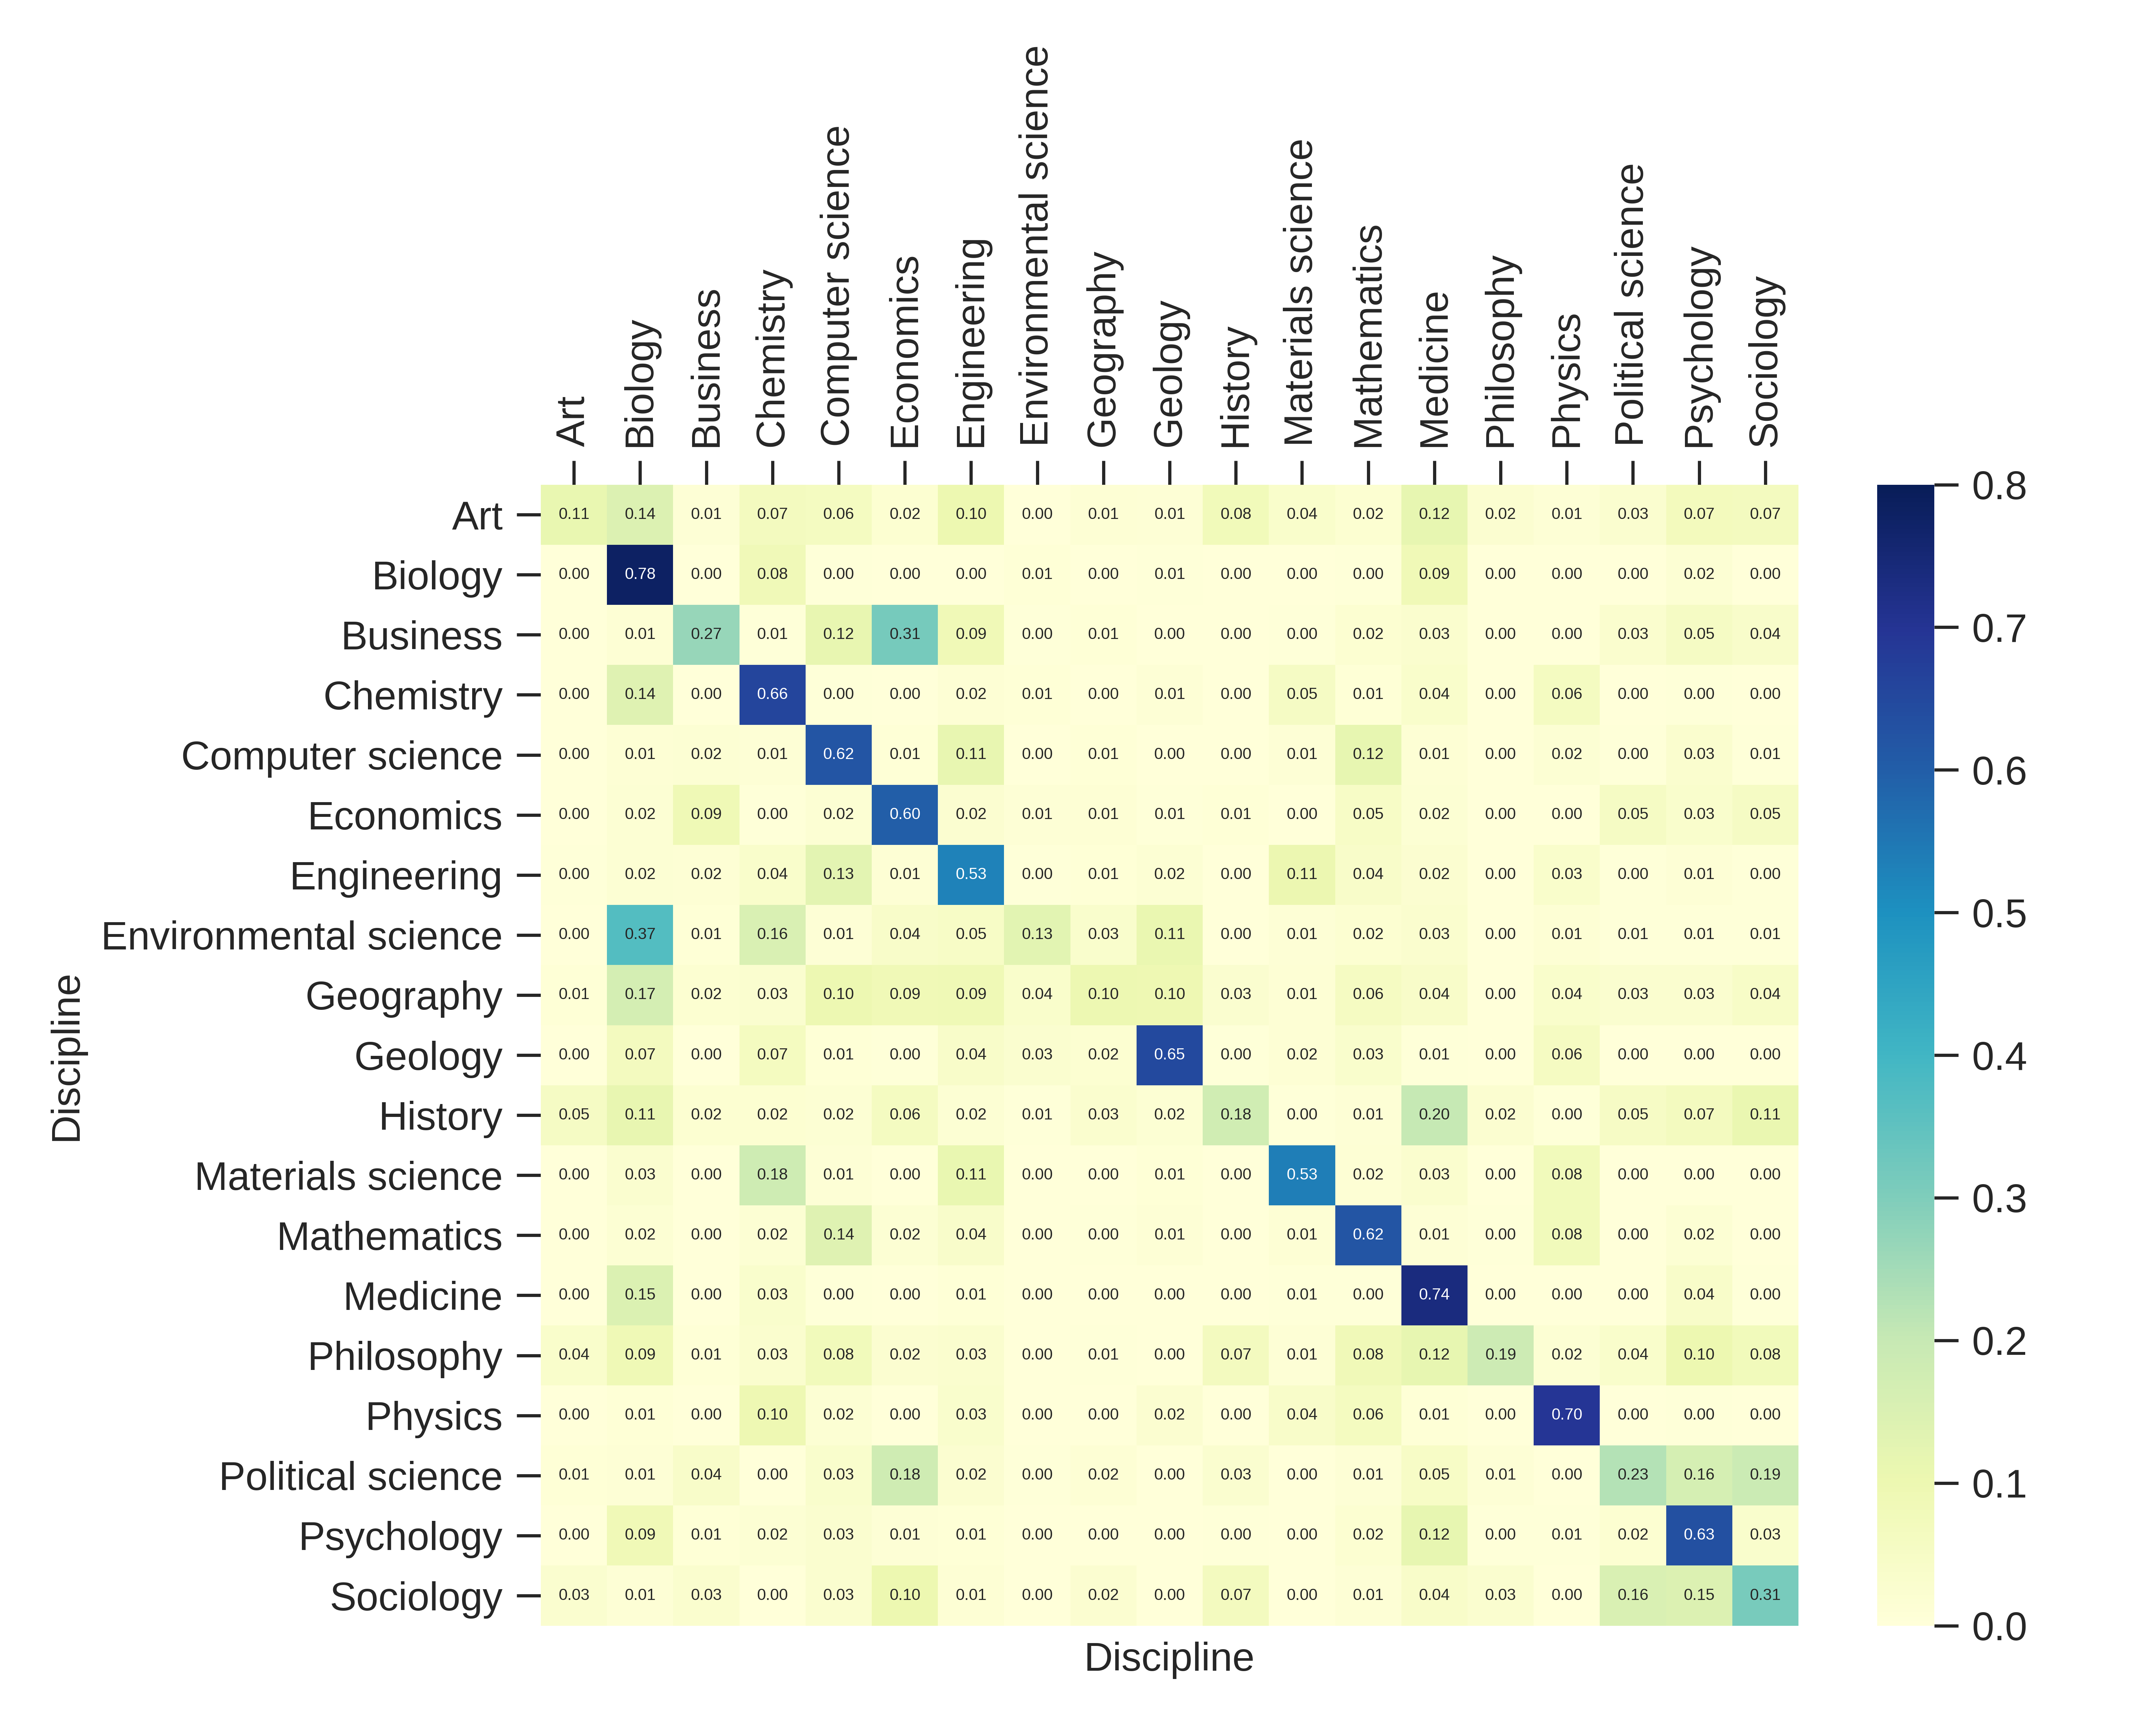 Art Biology Business Chemistry Computer science Economics Engineering Environmental science Geography Geology History Materials science Mathematics Medicine Philosophy Physics Political science Psychology Sociology
Art 0.11 0.14 0.01 0.07 0.06 0.02 0.10 0.00 0.01 0.01 0.08 0.04 0.02 0.12 0.02 0.01 0.03 0.07 0.07
Biology 0.00 0.78 0.00 0.08 0.00 0.00 0.00 0.01 0.00 0.01 0.00 0.00 0.00 0.09 0.00 0.00 0.00 0.02 0.00
Business 0.00 0.01 0.27 0.01 0.12 0.31 0.09 0.00 0.01 0.00 0.00 0.00 0.02 0.03 0.00 0.00 0.03 0.05 0.04
Chemistry 0.00 0.14 0.00 0.66 0.00 0.00 0.02 0.01 0.00 0.01 0.00 0.05 0.01 0.04 0.00 0.06 0.00 0.00 0.00
Computer science 0.00 0.01 0.02 0.01 0.62 0.01 0.11 0.00 0.01 0.00 0.00 0.01 0.12 0.01 0.00 0.02 0.00 0.03 0.01
Economics 0.00 0.02 0.09 0.00 0.02 0.60 0.02 0.01 0.01 0.01 0.01 0.00 0.05 0.02 0.00 0.00 0.05 0.03 0.05
Engineering 0.00 0.02 0.02 0.04 0.13 0.01 0.53 0.00 0.01 0.02 0.00 0.11 0.04 0.02 0.00 0.03 0.00 0.01 0.00
Environmental science 0.00 0.37 0.01 0.16 0.01 0.04 0.05 0.13 0.03 0.11 0.00 0.01 0.02 0.03 0.00 0.01 0.01 0.01 0.01
Geography 0.01 0.17 0.02 0.03 0.10 0.09 0.09 0.04 0.10 0.10 0.03 0.01 0.06 0.04 0.00 0.04 0.03 0.03 0.04
Geology 0.00 0.07 0.00 0.07 0.01 0.00 0.04 0.03 0.02 0.65 0.00 0.02 0.03 0.01 0.00 0.06 0.00 0.00 0.00
History 0.05 0.11 0.02 0.02 0.02 0.06 0.02 0.01 0.03 0.02 0.18 0.00 0.01 0.20 0.02 0.00 0.05 0.07 0.11
Materials science 0.00 0.03 0.00 0.18 0.01 0.00 0.11 0.00 0.00 0.01 0.00 0.53 0.02 0.03 0.00 0.08 0.00 0.00 0.00
Mathematics 0.00 0.02 0.00 0.02 0.14 0.02 0.04 0.00 0.00 0.01 0.00 0.01 0.62 0.01 0.00 0.08 0.00 0.02 0.00
Medicine 0.00 0.15 0.00 0.03 0.00 0.00 0.01 0.00 0.00 0.00 0.00 0.01 0.00 0.74 0.00 0.00 0.00 0.04 0.00
Philosophy 0.04 0.09 0.01 0.03 0.08 0.02 0.03 0.00 0.01 0.00 0.07 0.01 0.08 0.12 0.19 0.02 0.04 0.10 0.08
Physics 0.00 0.01 0.00 0.10 0.02 0.00 0.03 0.00 0.00 0.02 0.00 0.04 0.06 0.01 0.00 0.70 0.00 0.00 0.00
Political science 0.01 0.01 0.04 0.00 0.03 0.18 0.02 0.00 0.02 0.00 0.03 0.00 0.01 0.05 0.01 0.00 0.23 0.16 0.19
Psychology 0.00 0.09 0.01 0.02 0.03 0.01 0.01 0.00 0.00 0.00 0.00 0.00 0.02 0.12 0.00 0.01 0.02 0.63 0.03
Sociology 0.03 0.01 0.03 0.00 0.03 0.10 0.01 0.00 0.02 0.00 0.07 0.00 0.01 0.04 0.03 0.00 0.16 0.15 0.31
Discipline
Discipline
0.8
0.7
0.6
0.5
0.4
0.3
0.2
0.1
0.0